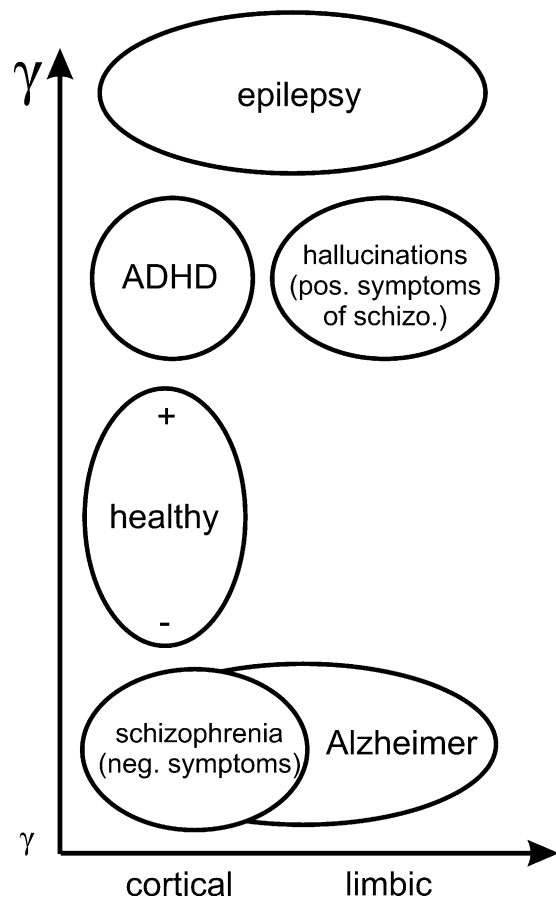 γ
epilepsy
ADHD
hallucinations
(pos. symptoms
of schizo.)
+
healthy
-
schizophrenia
(neg. symptoms)
Alzheimer
γ
cortical
limbic